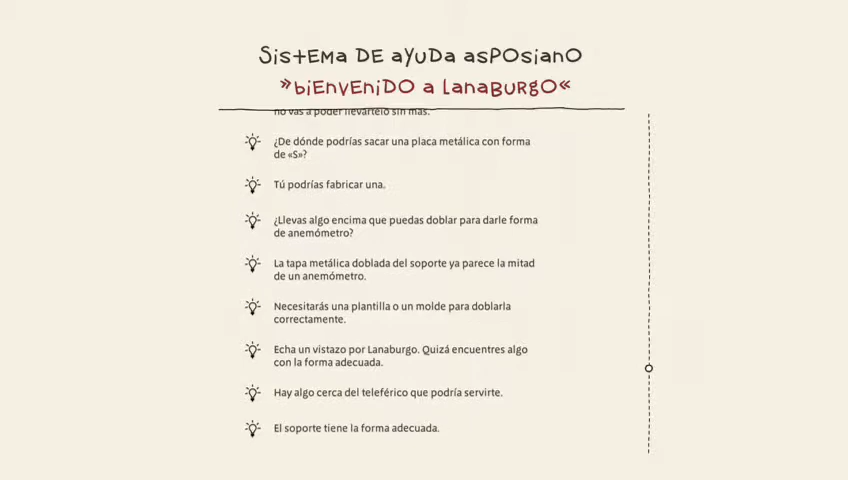 Sistema de ayuda asposiano
»Bienvenido a Lanaburgo«
no vas a poder llevártelo sin más.
¿De dónde podrías sacar una placa metálica con forma
de «S»?
Tú podrías fabricar una.
¿Llevas algo encima que puedas doblar para darle forma
de anemómetro?
La tapa metálica doblada del soporte ya parece la mitad
de un anemómetro.
Necesitarás una plantilla o un molde para doblarla
correctamente.
Echa un vistazo por Lanaburgo. Quizá encuentres algo
con la forma adecuada.
Hay algo cerca del teleférico que podría servirte.
El soporte tiene la forma adecuada.